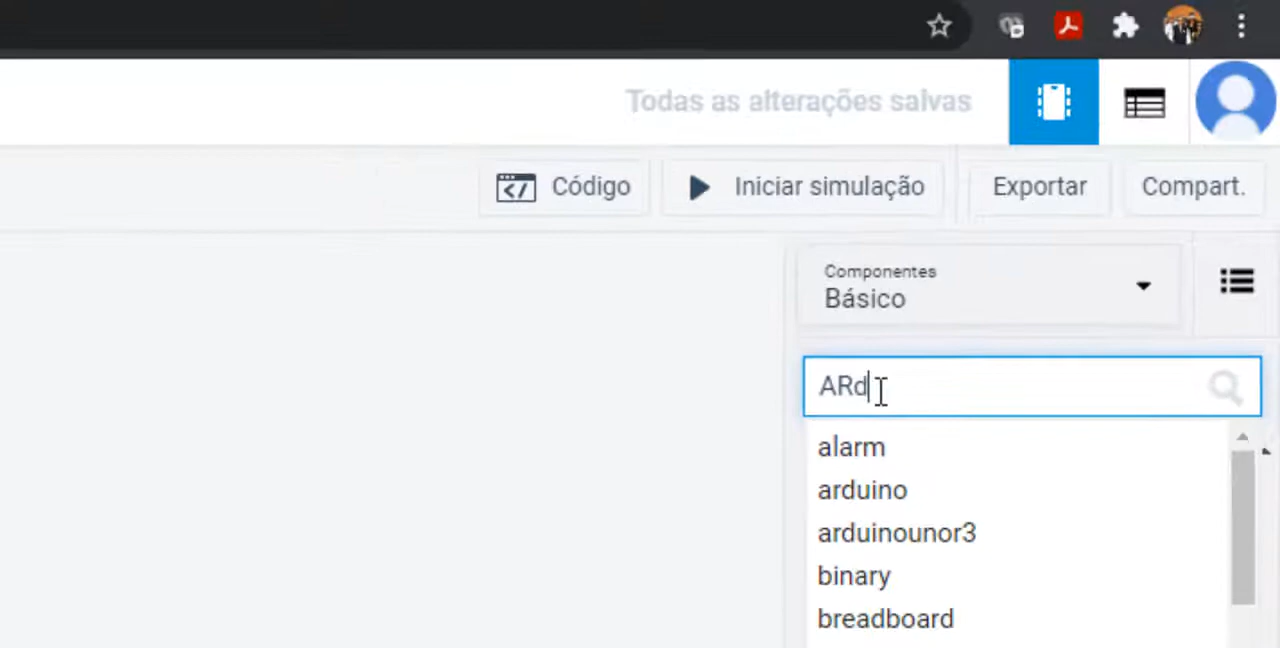 Todas as alterações salvas
Código
Iniciar simulação
Exportar
Compart.
Componentes
Básico
ARd
alarm
arduino
arduinounor3
binary
breadboard